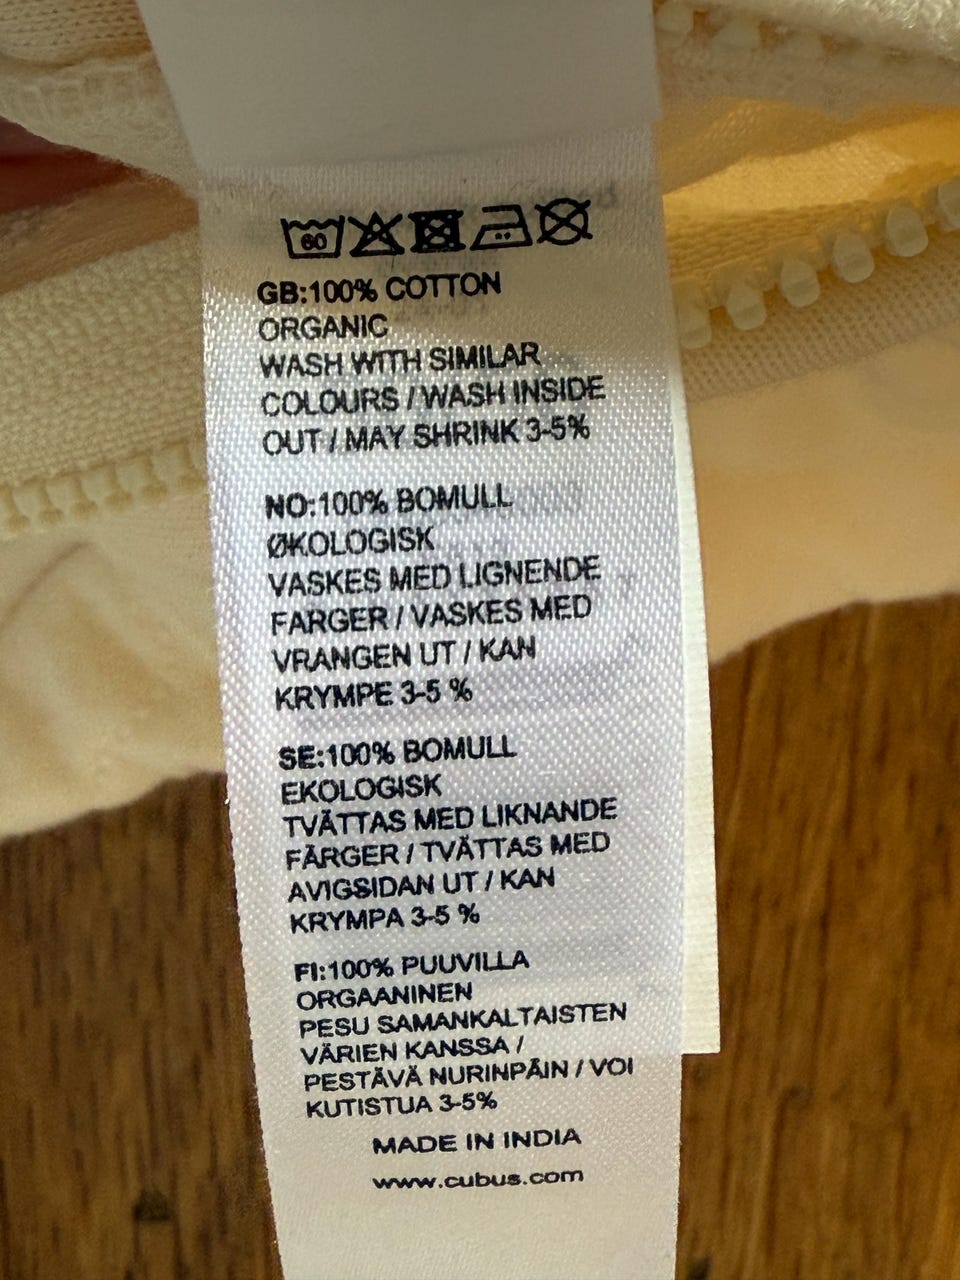 60
GB:100% COTTON
ORGANIC
WASH WITH SIMILAR
COLOURS / WASH INSIDE
OUT / MAY SHRINK 3-5%
NO:100% BOMULL
ØKOLOGISK
VASKES MED LIGNENDE
FARGER / VASKES MED
VRANGEN UT / KAN
KRYMPE 3-5 %
SE:100% BOMULL
EKOLOGISK
TVÄTTAS MED LIKNANDE
FÄRGER / TVÄTTAS MED
AVIGSIDAN UT / KAN
KRYMPA 3-5 %
FI:100% PUUVILLA
ORGAANINEN
PESU SAMANKALTAISTEN
VÄRIEN KANSSA /
PESTÄVÄ NURINPÄIN / VOI
KUTISTUA 3-5%
MADE IN INDIA
www.cubus.com